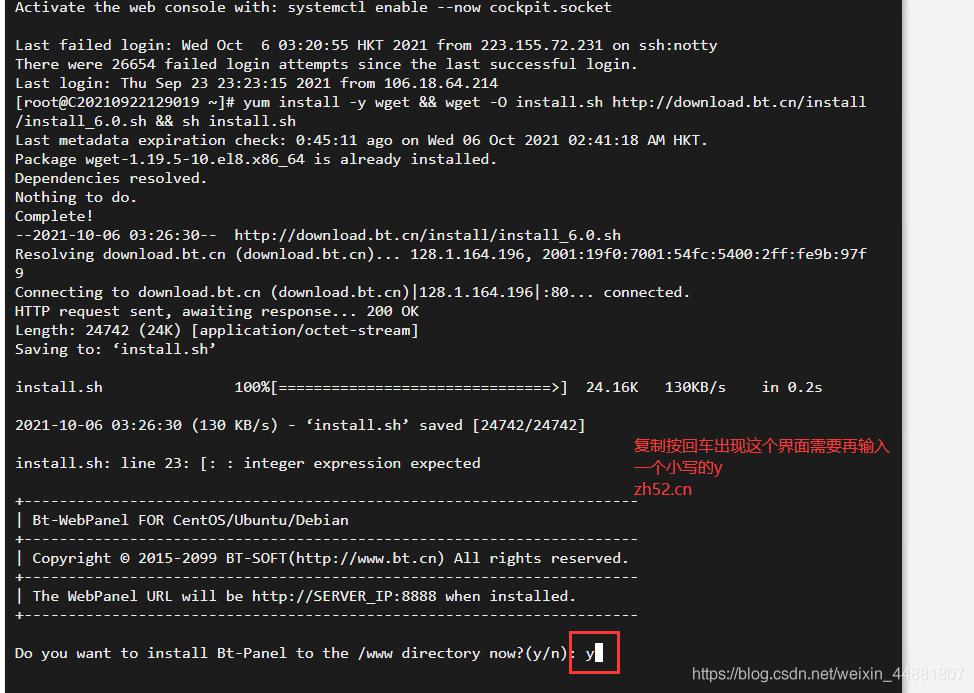 Activate the web console with: systemctl enable --now cockpit.socket
Last failed login: Wed Oct  6 03:20:55 HKT 2021 from 223.155.72.231 on ssh:notty
There were 26654 failed login attempts since the last successful login.
Last login: Thu Sep 23 23:23:15 2021 from 106.18.64.214
[root@C20210922129019 ~]# yum install -y wget && wget -O install.sh http://download.bt.cn/install
/install_6.0.sh && sh install.sh
Last metadata expiration check: 0:45:11 ago on Wed 06 Oct 2021 02:41:18 AM HKT.
Package wget-1.19.5-10.el8.x86_64 is already installed.
Dependencies resolved.
Nothing to do.
Complete!
--2021-10-06 03:26:30--  http://download.bt.cn/install/install_6.0.sh
Resolving download.bt.cn (download.bt.cn)... 128.1.164.196, 2001:19f0:7001:54fc:5400:2ff:fe9b:97f
9
Connecting to download.bt.cn (download.bt.cn)|128.1.164.196|:80... connected.
HTTP request sent, awaiting response... 200 OK
Length: 24742 (24K) [application/octet-stream]
Saving to: ‘install.sh’
install.sh 100%[===============================>] 24.16K 130KB/s in 0.2s
2021-10-06 03:26:30 (130 KB/s) - ‘install.sh’ saved [24742/24742]
install.sh: line 23: [: : integer expression expected
复制按回车出现这个界面需要再输入
一个小写的y
zh52.cn
+----------------------------------------------------------------------
| Bt-WebPanel FOR CentOS/Ubuntu/Debian
+----------------------------------------------------------------------
| Copyright © 2015-2099 BT-SOFT(http://www.bt.cn) All rights reserved.
+----------------------------------------------------------------------
| The WebPanel URL will be http://SERVER_IP:8888 when installed.
+----------------------------------------------------------------------
Do you want to install Bt-Panel to the /www directory now?(y/n): y
https://blog.csdn.net/weixin_44881807